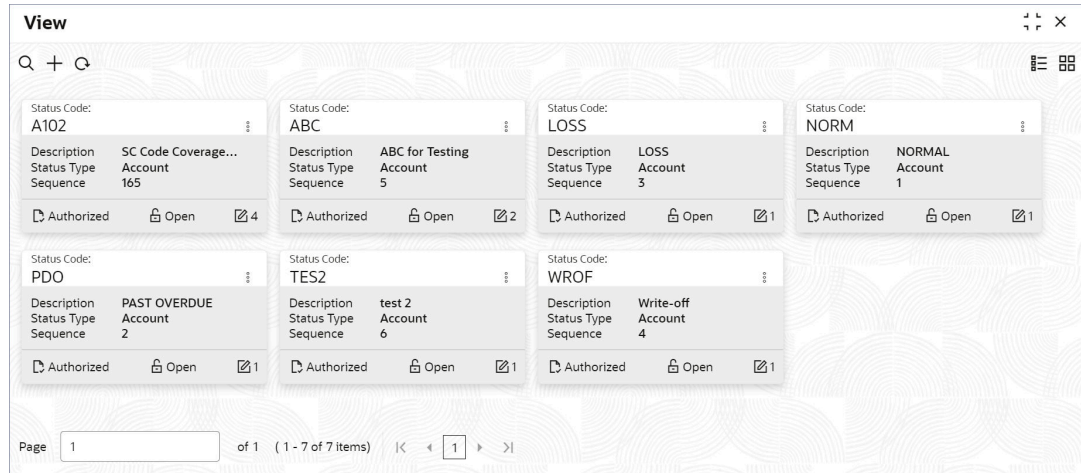 View
Status Code:
A102
Description SC Code Coverage...
Status Type Account
Sequence 165
Authorized Open 4
Status Code:
ABC
Description ABC for Testing
Status Type Account
Sequence 5
Authorized Open 2
Status Code:
LOSS
Description LOSS
Status Type Account
Sequence 3
Authorized Open 1
Status Code:
NORM
Description NORMAL
Status Type Account
Sequence 1
Authorized Open 1
Status Code:
PDO
Description PAST OVERDUE
Status Type Account
Sequence 2
Authorized Open 1
Status Code:
TES2
Description test 2
Status Type Account
Sequence 6
Authorized Open 1
Status Code:
WROF
Description Write-off
Status Type Account
Sequence 4
Authorized Open 1
Page 1 of 1 ( 1 - 7 of 7 items) 1